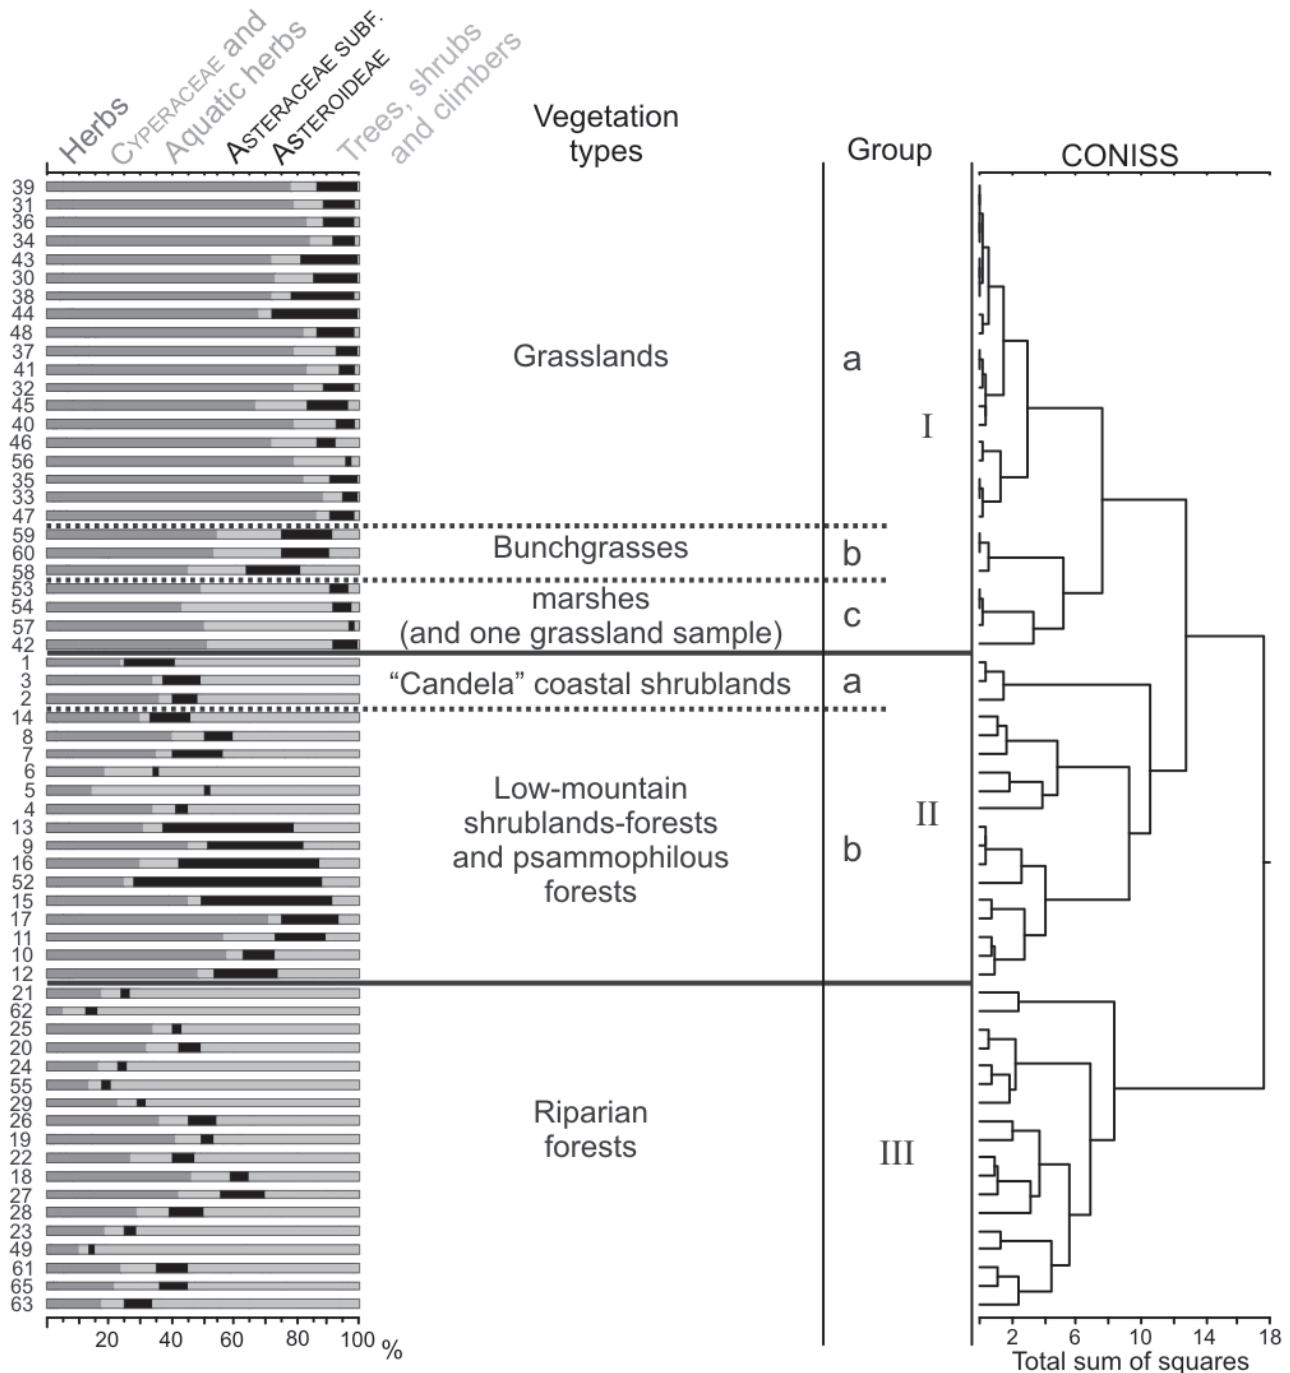 Herbs
CYPERACEAE and
Aquatic herbs
ASTERACEAE SUBF.
ASTEROIDEAE
Trees, shrubs
and climbers
Vegetation
types
Group
CONISS
39
31
36
34
43
30
38
44
48
37
41
32
45
40
46
56
35
33
47
59
60
58
53
54
57
42
1
3
2
14
8
7
6
5
4
13
9
16
52
15
17
11
10
12
21
62
25
20
24
55
29
26
19
22
18
27
28
23
49
61
65
63
Grasslands
a
I
Bunchgrasses
b
marshes
(and one grassland sample)
c
“Candela” coastal shrublands
a
Low-mountain
shrublands-forests
and psammophilous
forests
b
II
Riparian
forests
III
20 40 60 80 100 %
2 6 10 14 18
Total sum of squares